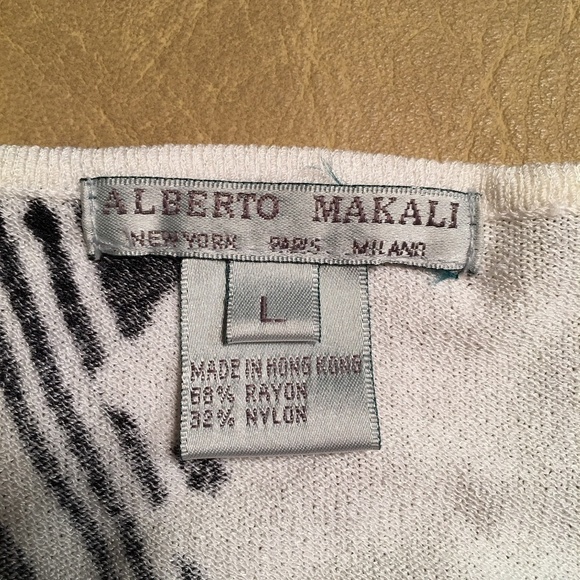 ALBERTO MAKALI
NEW YORK PARIS MILANO
L
MADE IN HONG KONG
68% RAYON
32% NYLON